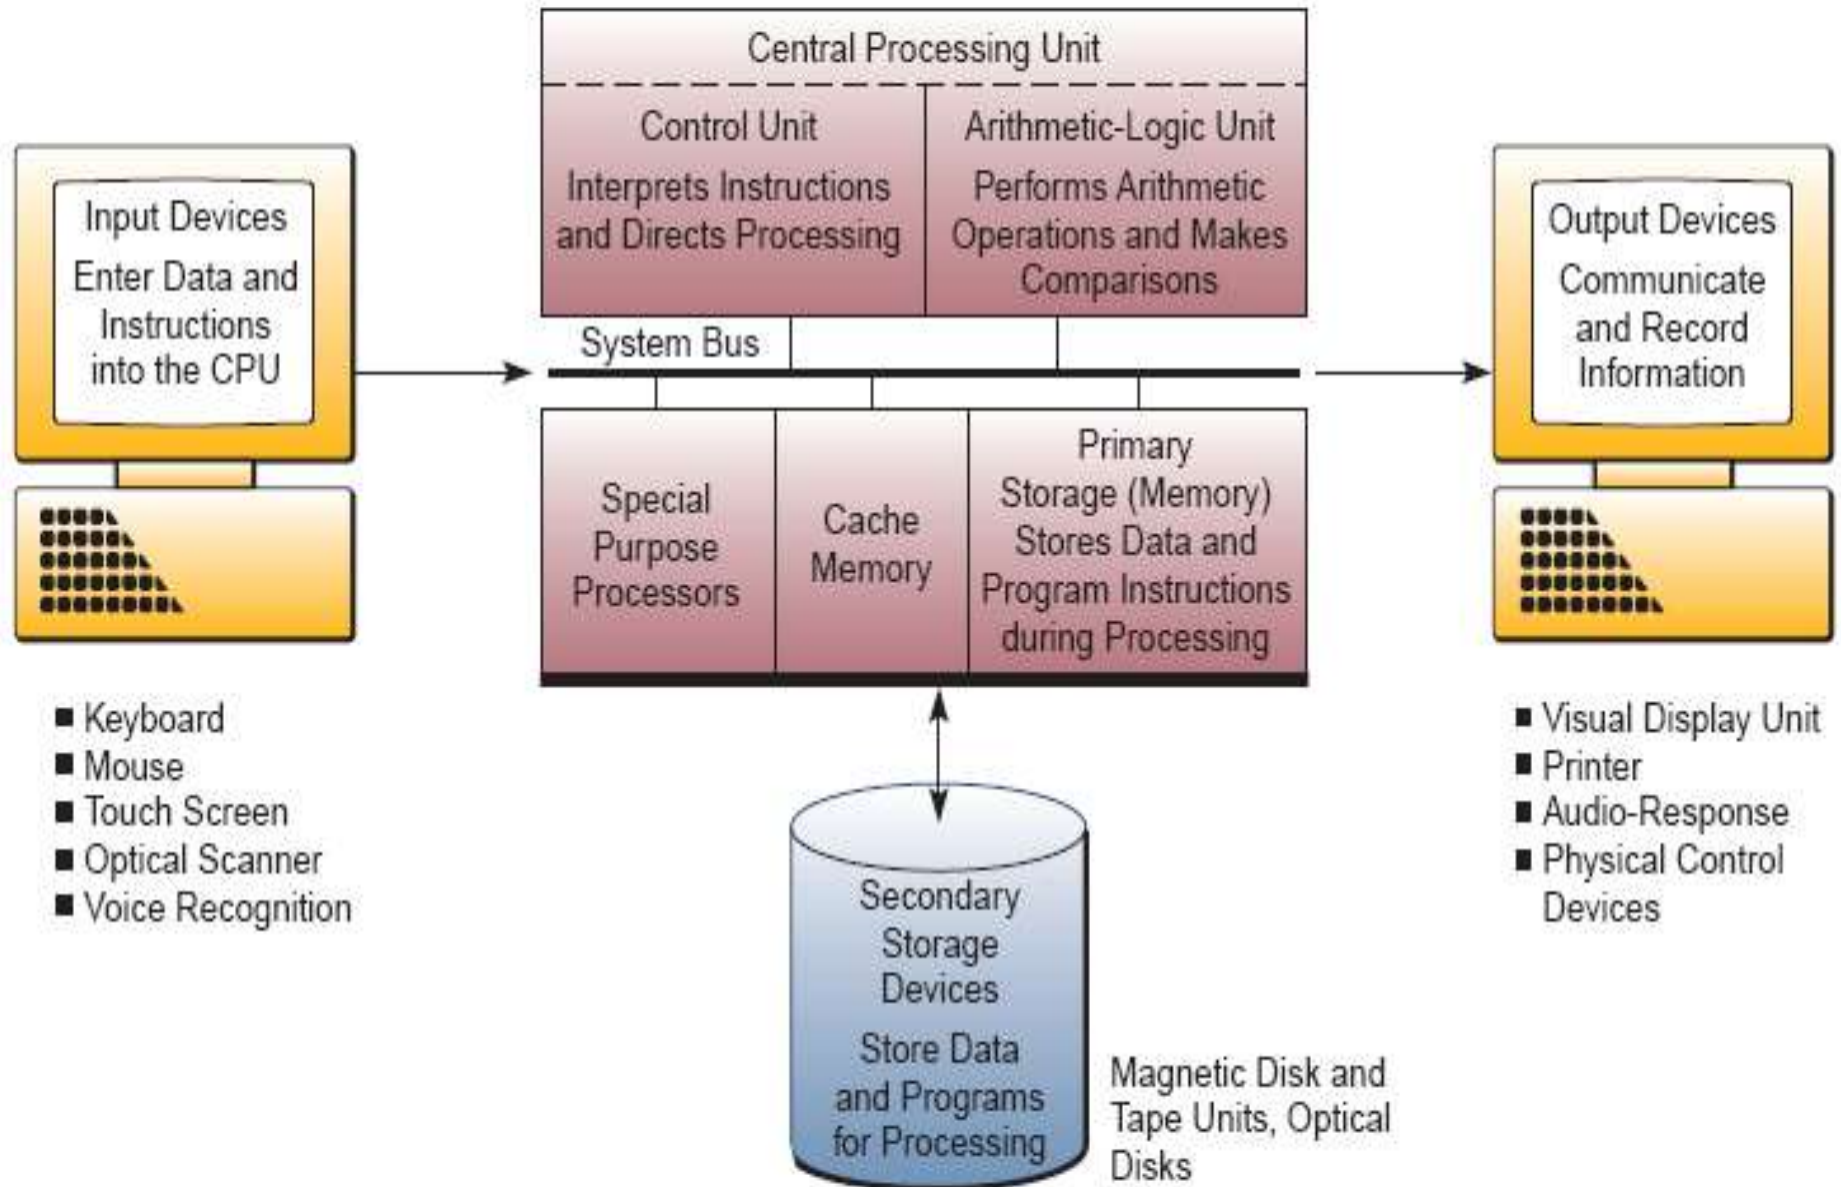 Central Processing Unit
Control Unit
Interprets Instructions
and Directs Processing
Arithmetic-Logic Unit
Performs Arithmetic
Operations and Makes
Comparisons
Input Devices
Enter Data and
Instructions
into the CPU
System Bus
Output Devices
Communicate
and Record
Information
Special
Purpose
Processors
Cache
Memory
Primary
Storage (Memory)
Stores Data and
Program Instructions
during Processing
■ Keyboard
■ Mouse
■ Touch Screen
■ Optical Scanner
■ Voice Recognition
■ Visual Display Unit
■ Printer
■ Audio-Response
■ Physical Control
Devices
Secondary
Storage
Devices
Store Data
and Programs
for Processing
Magnetic Disk and
Tape Units, Optical
Disks